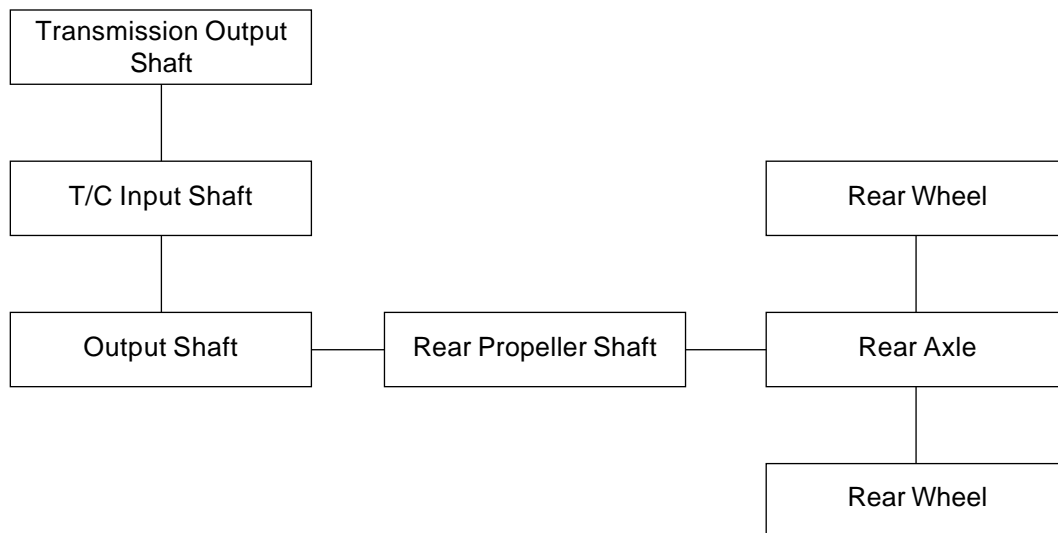 Transmission Output
Shaft
T/C Input Shaft
Rear Wheel
Output Shaft
Rear Propeller Shaft
Rear Axle
Rear Wheel